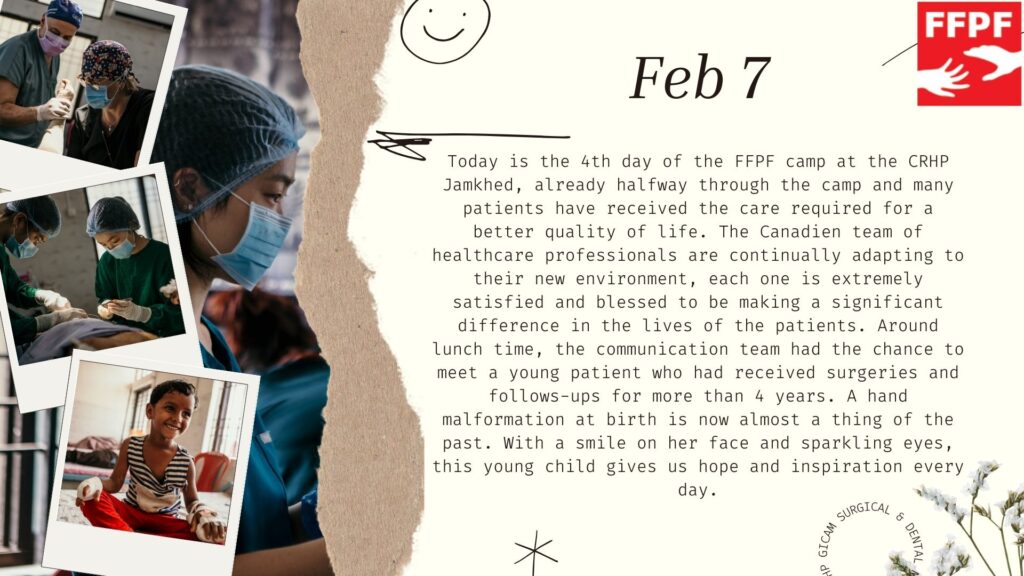 FFPF
Feb 7
Today is the 4th day of the FFPF camp at the CRHP
Jamkhed, already halfway through the camp and many
patients have received the care required for a
better quality of life. The Canadien team of
healthcare professionals are continually adapting to
their new environment, each one is extremely
satisfied and blessed to be making a significant
difference in the lives of the patients. Around
lunch time, the communication team had the chance to
meet a young patient who had received surgeries and
follows-ups for more than 4 years. A hand
malformation at birth is now almost a thing of the
past. With a smile on her face and sparkling eyes,
this young child gives us hope and inspiration every
day.
GICAM SURGICAL & DENTAL